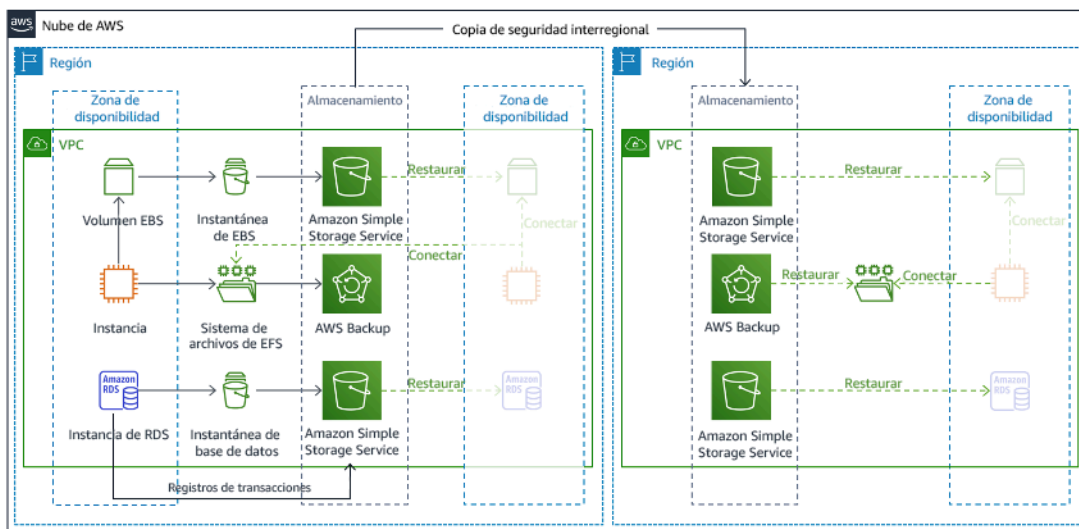 aws
Nube de AWS
Copia de seguridad interregional
Región
Zona de
disponibilidad
Almacenamiento
Zona de
disponibilidad
VPC
Restaurar
Volumen EBS
Instantánea
de EBS
Amazon Simple
Storage Service
Conectar
Conectar
Instancia
Sistema de
archivos de EFS
AWS Backup
Amazon
RDS
Restaurar
Amazon
RDS
Instancia de RDS
Instantánea de
base de datos
Amazon Simple
Storage Service
Registros de transacciones
Región
Almacenamiento
Zona de
disponibilidad
VPC
Restaurar
Amazon Simple
Storage Service
Conectar
Restaurar
Conectar
AWS Backup
Restaurar
Amazon
RDS
Amazon Simple
Storage Service